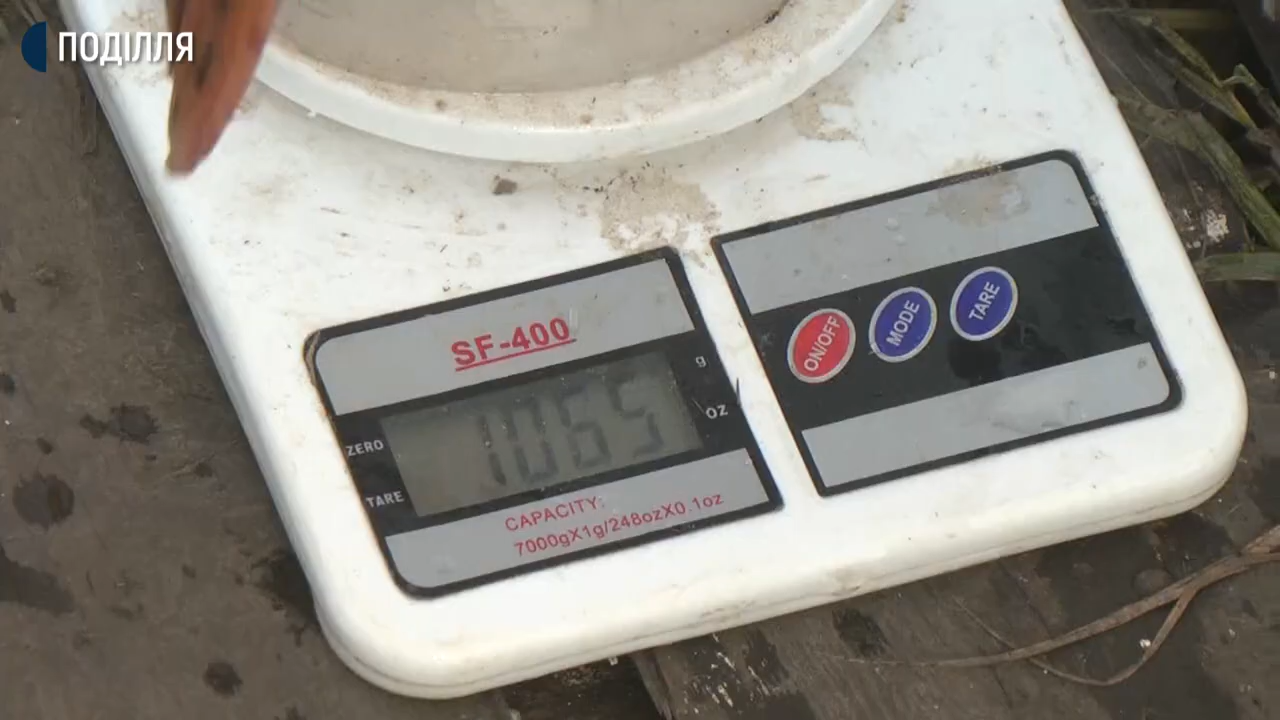 ПОДІЛЛЯ
SF-400
g
OZ
ZERO
TARE
1065
CAPACITY:
7000gX1g/248ozX0.1oz
ON/OFF
MODE
TARE